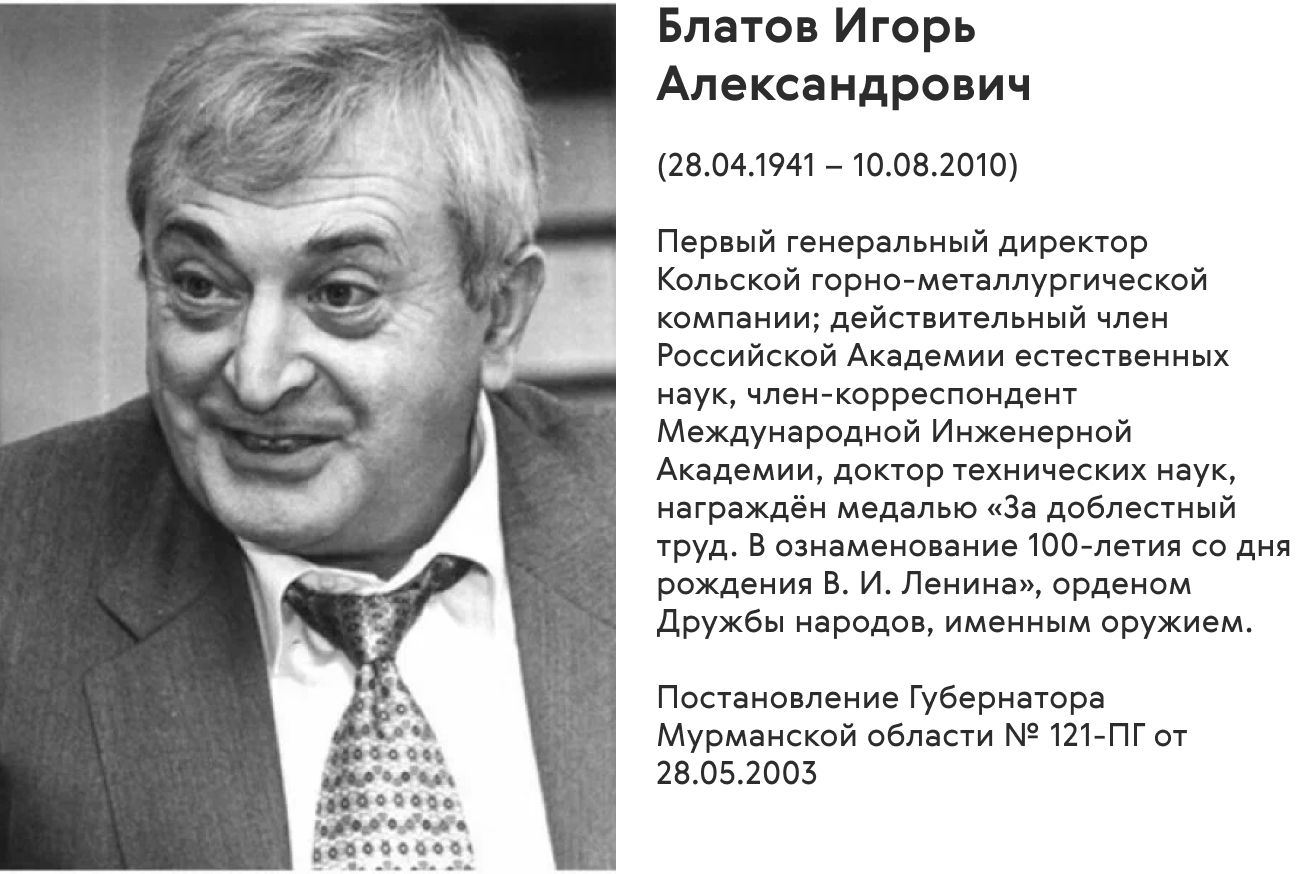 Блатов Игорь
Александрович
(28.04.1941 – 10.08.2010)
Первый генеральный директор
Кольской горно-металлургической
компании; действительный член
Российской Академии естественных
наук, член-корреспондент
Международной Инженерной
Академии, доктор технических наук,
награждён медалью «За доблестный
труд. В ознаменование 100-летия со дня
рождения В. И. Ленина», орденом
Дружбы народов, именным оружием.
Постановление Губернатора
Мурманской области № 121-ПГ от
28.05.2003